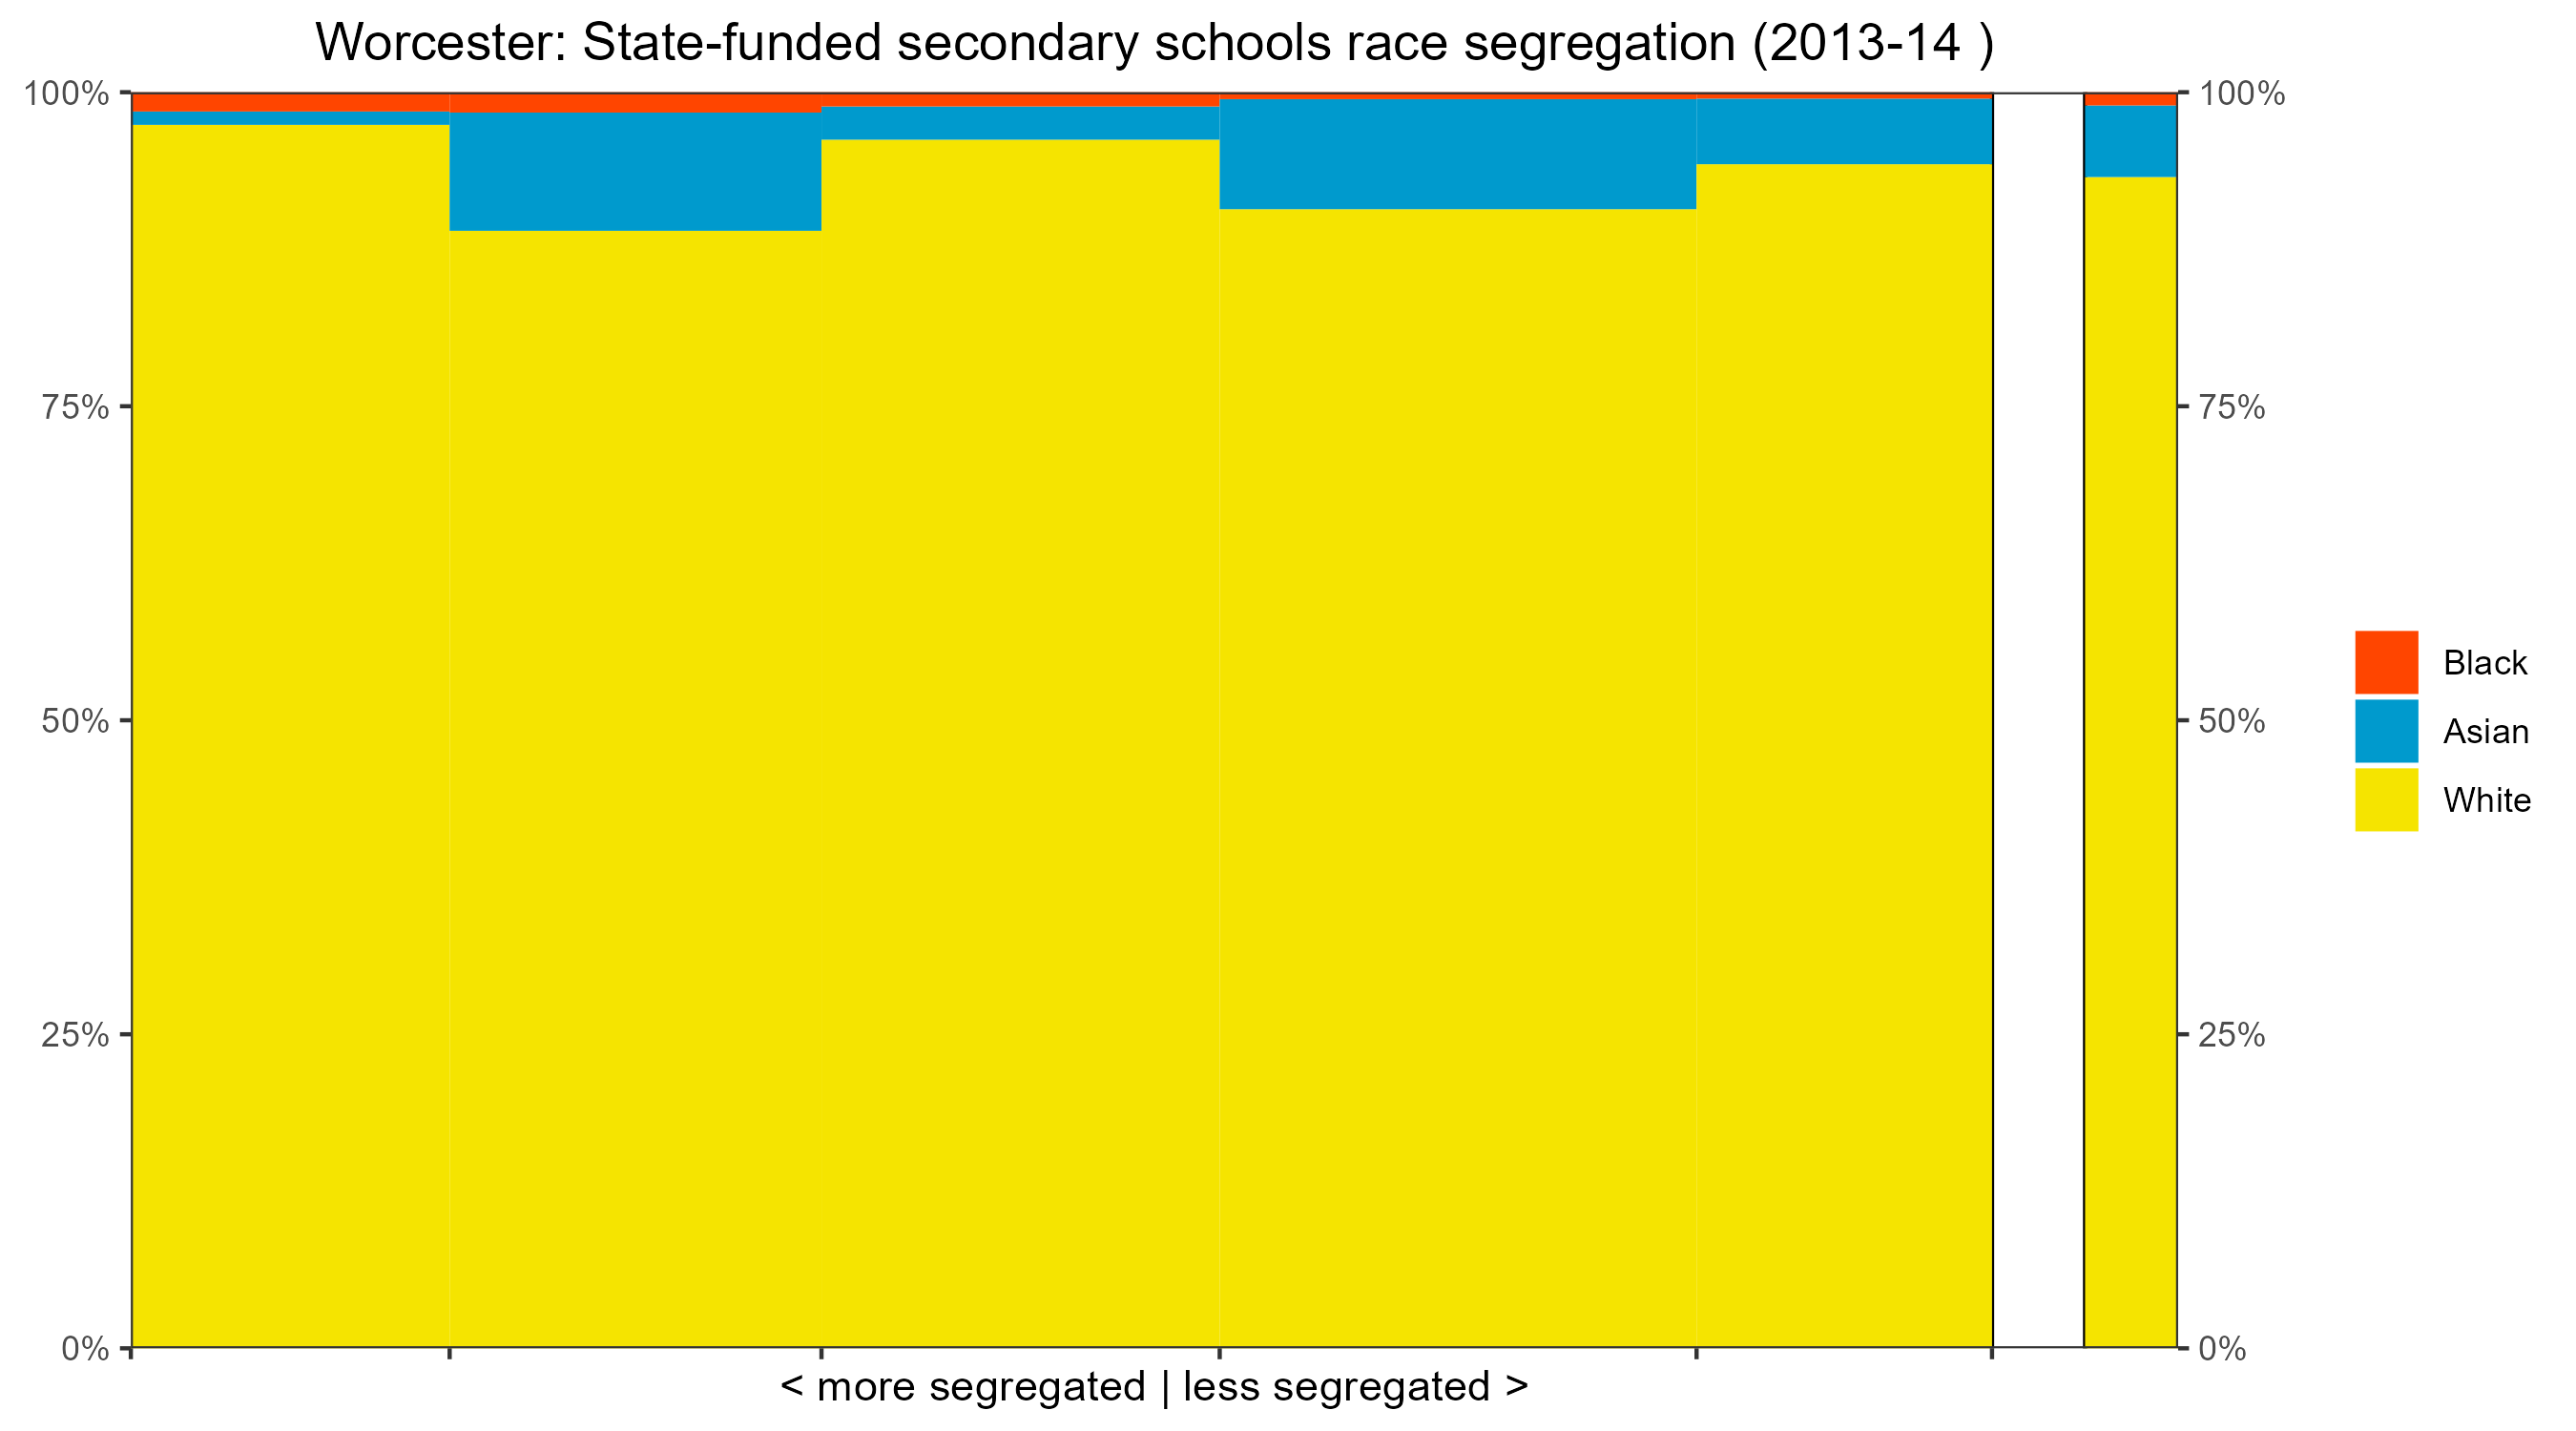 Worcester: State-funded secondary schools race segregation (2013-14 )
100%
75%
50%
25%
0%
100%
75%
50%
25%
0%
Black
Asian
White
< more segregated | less segregated >